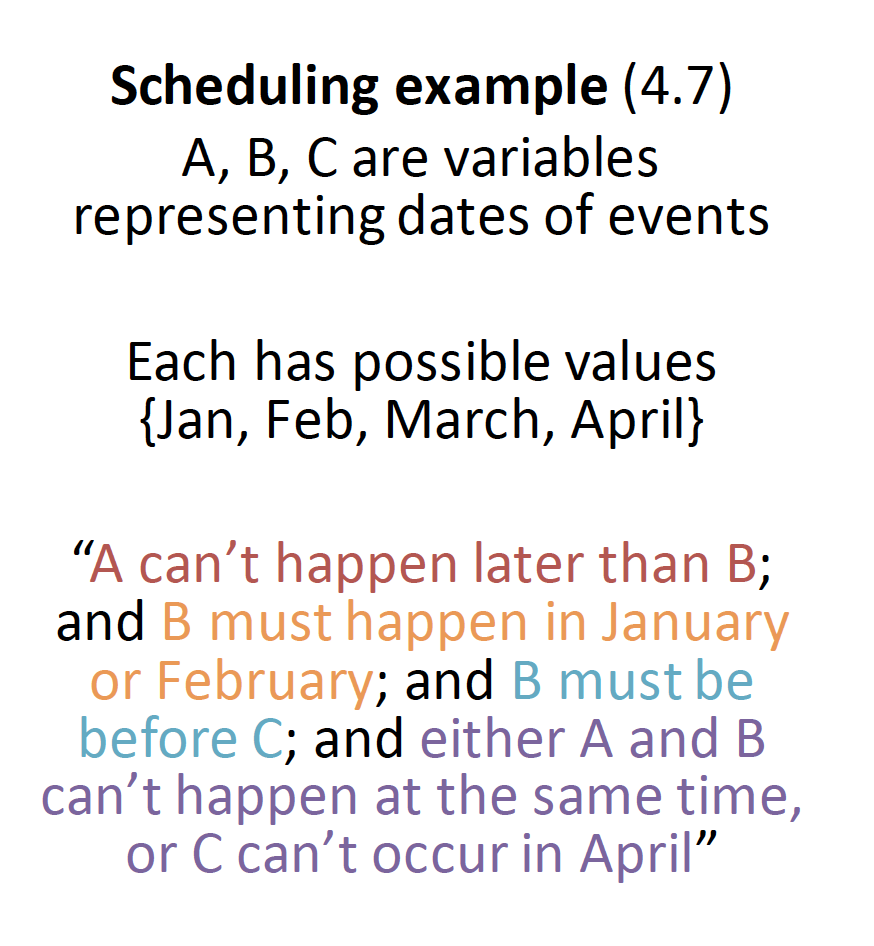 Scheduling example (4.7)
A, B, C are variables
representing dates of events
Each has possible values
{Jan, Feb, March, April}
“A can’t happen later than B;
and B must happen in January
or February; and B must be
before C; and either A and B
can’t happen at the same time,
or C can’t occur in April”